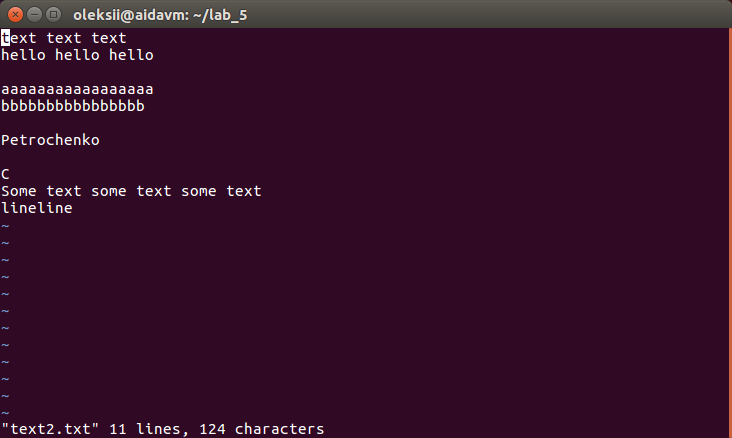 oleksii@aidavm: ~/lab_5
text text text
hello hello hello

aaaaaaaaaaaaaaaaa
bbbbbbbbbbbbbbbb

Petrochenko

C
Some text some text some text
lineline
~
~
~
~
~
~
~
~
~
~
~
~
"text2.txt" 11 lines, 124 characters